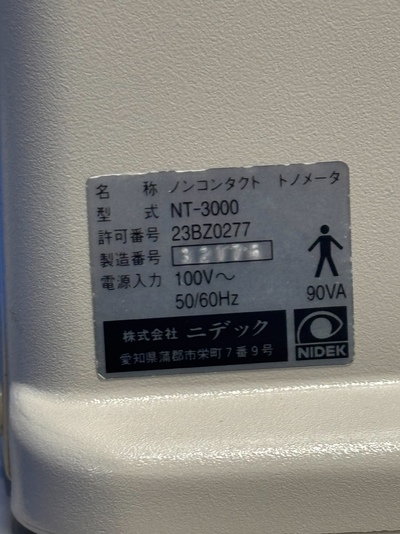 名 称 ノンコンタクト トノメータ
型 式 NT-3000
許可番号 23BZ0277
製造番号
電源入力 100V～
50/60Hz
90VA
株式会社 ニデック
愛知県蒲郡市栄町7番9号
NIDEK